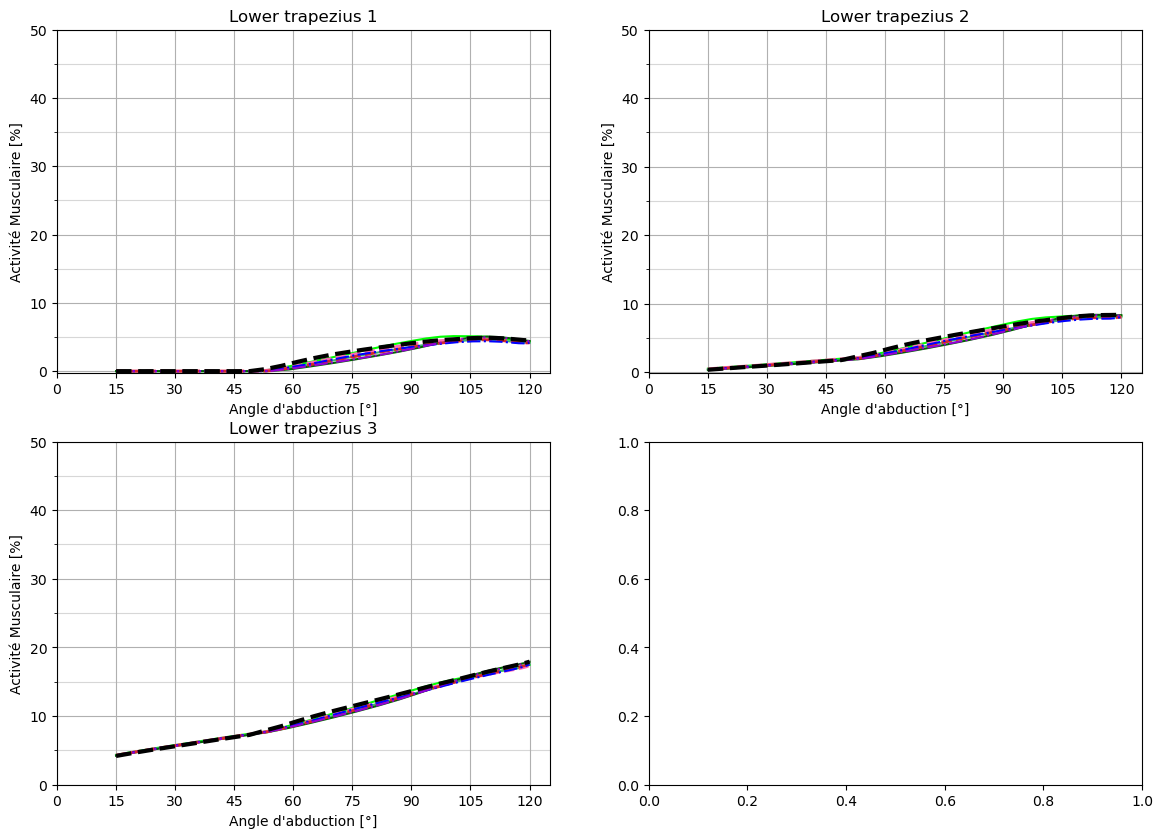 Lower trapezius 1
50
40
30
20
10
0
Activité Musculaire [%]
0 15 30 45 60 75 90 105 120
Angle d'abduction [°]
Lower trapezius 2
50
40
30
20
10
0
Activité Musculaire [%]
0 15 30 45 60 75 90 105 120
Angle d'abduction [°]
Lower trapezius 3
50
40
30
20
10
0
Activité Musculaire [%]
0 15 30 45 60 75 90 105 120
Angle d'abduction [°]
1.0
0.8
0.6
0.4
0.2
0.0
0.0 0.2 0.4 0.6 0.8 1.0